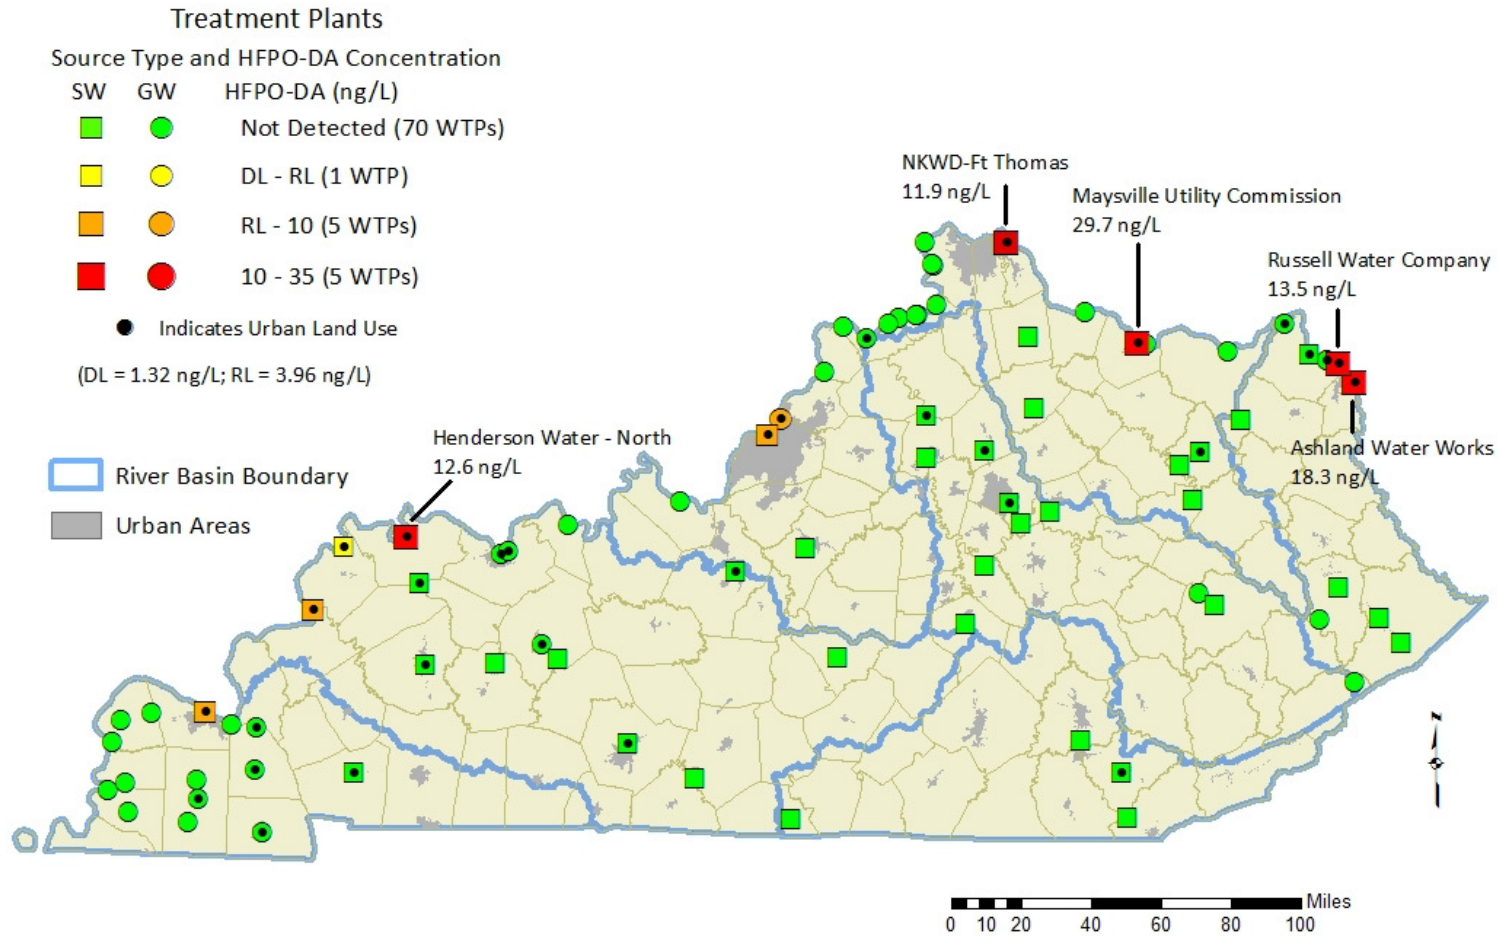 Treatment Plants
Source Type and HFPO-DA Concentration
SW GW HFPO-DA (ng/L)
Not Detected (70 WTPs)
DL - RL (1 WTP)
RL - 10 (5 WTPs)
10 - 35 (5 WTPs)
Indicates Urban Land Use
(DL = 1.32 ng/L; RL = 3.96 ng/L)
River Basin Boundary
Urban Areas
NKWD-Ft Thomas
11.9 ng/L
Maysville Utility Commission
29.7 ng/L
Russell Water Company
13.5 ng/L
Henderson Water - North
12.6 ng/L
Ashland Water Works
18.3 ng/L
N
Miles
0 10 20 40 60 80 100